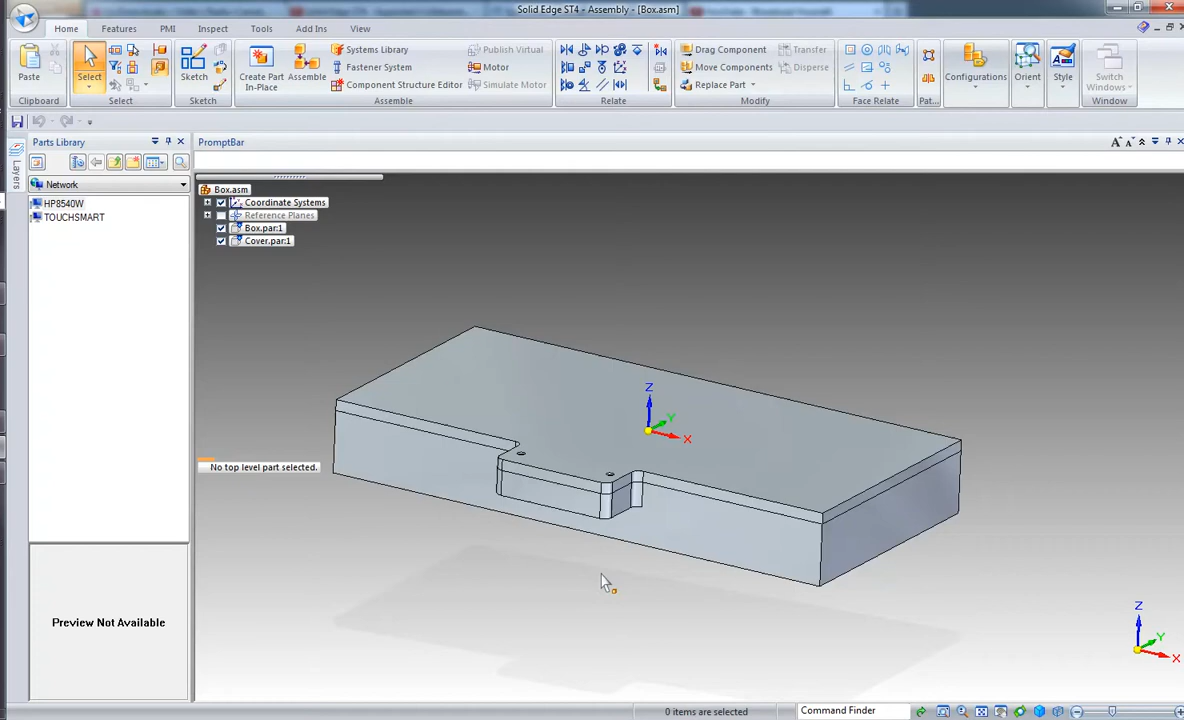 Solid Edge ST4 - Assembly - [Box.asm]
Home Features PMI Inspect Tools Add Ins View
Paste
Clipboard
Select
Select
Sketch
Sketch
Create Part In-Place
Assemble
Systems Library
Fastener System
Component Structure Editor
Publish Virtual
Motor
Simulate Motor
Assemble
Relate
Drag Component
Move Components
Replace Part
Transfer
Disperse
Modify
Face Relate
Pat...
Configurations
Orient
Style
Switch Windows
Window
Parts Library
PromptBar
Layers
Network
HP8540W
TOUCHSMART
Box.asm
Coordinate Systems
Reference Planes
Box.par:1
Cover.par:1
No top level part selected.
Z
Y
X
Preview Not Available
Z
Y
X
0 items are selected
Command Finder